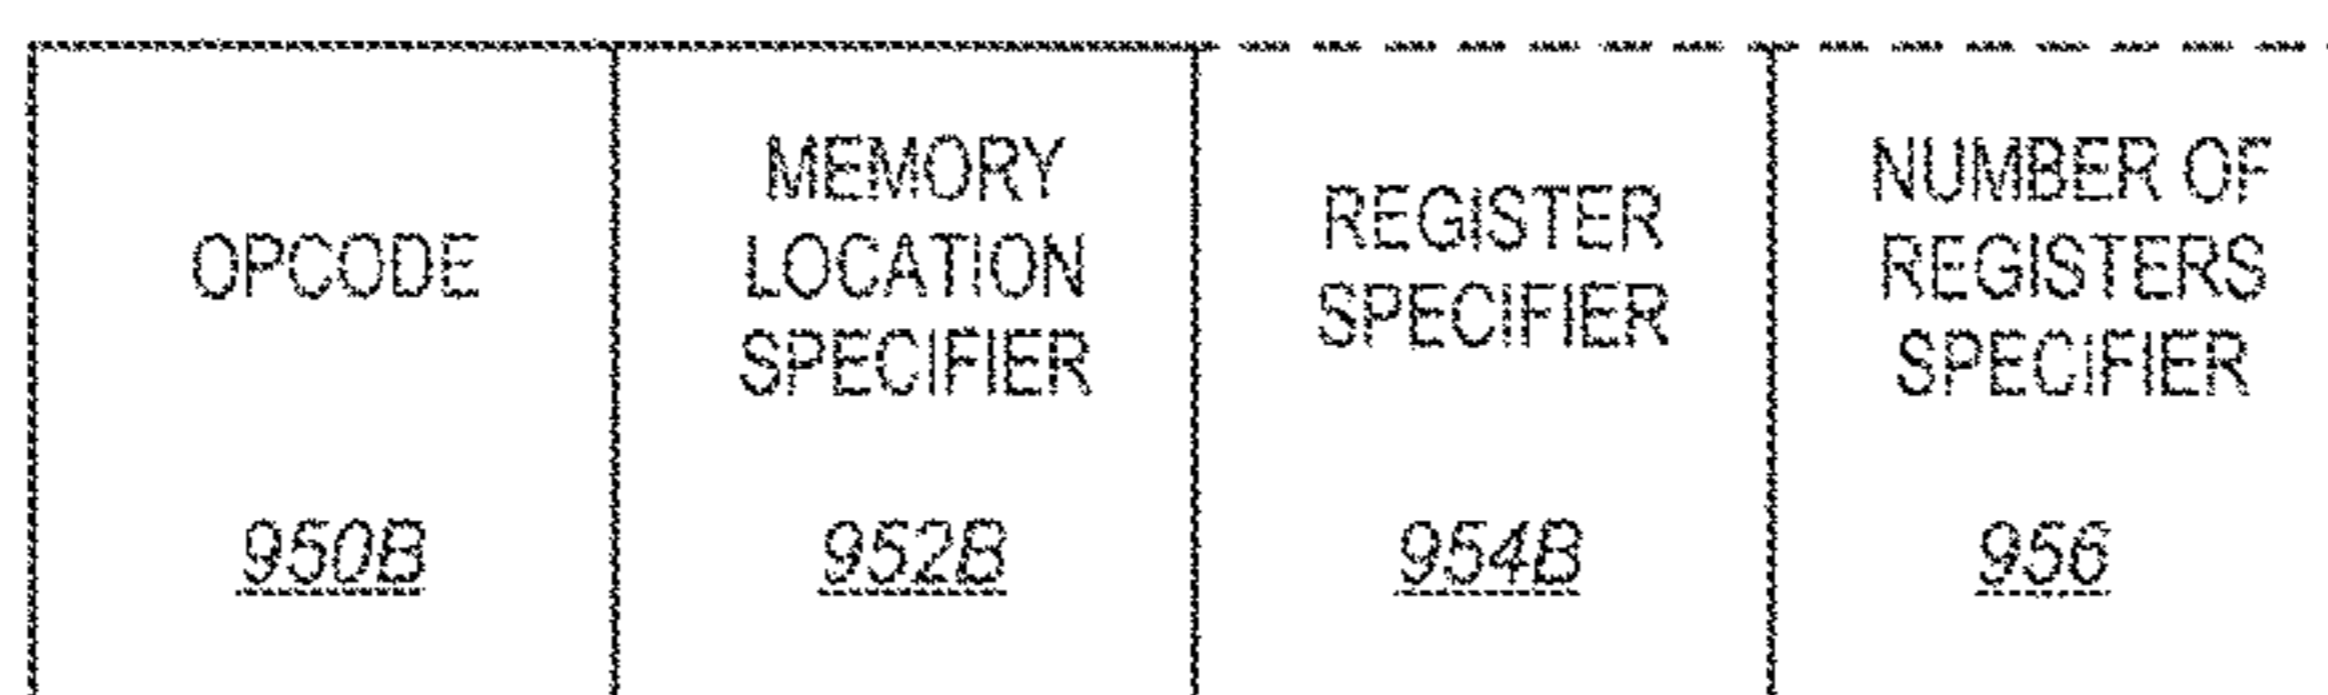 OPCODE
950B
MEMORY
LOCATION
SPECIFIER
952B
REGISTER
SPECIFIER
954B
NUMBER OF
REGISTERS
SPECIFIER
956